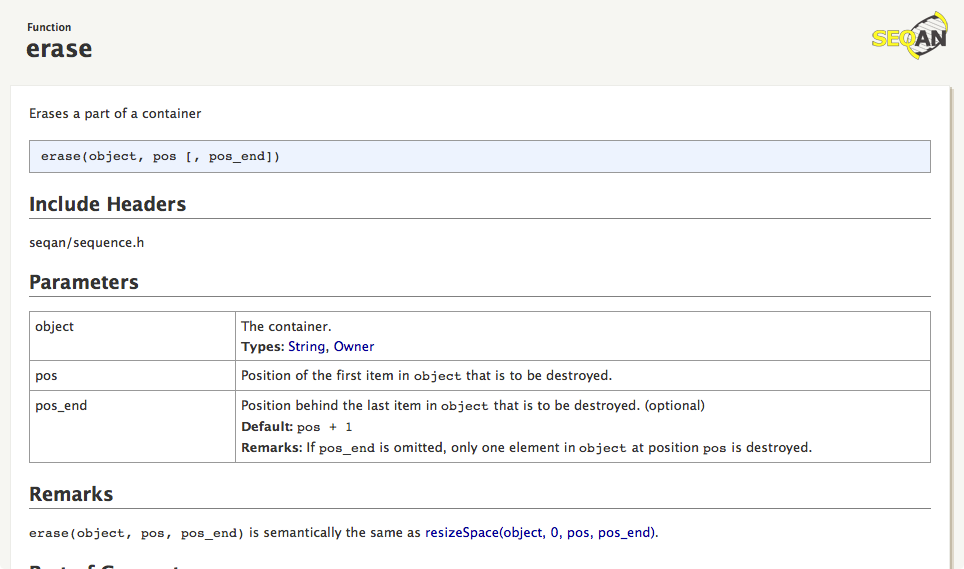 Function
erase
SEQAN
Erases a part of a container
erase(object, pos [, pos_end])
Include Headers
seqan/sequence.h
Parameters
object
The container.
Types: String, Owner
pos
Position of the first item in object that is to be destroyed.
pos_end
Position behind the last item in object that is to be destroyed. (optional)
Default: pos + 1
Remarks: If pos_end is omitted, only one element in object at position pos is destroyed.
Remarks
erase(object, pos, pos_end) is semantically the same as resizeSpace(object, 0, pos, pos_end).